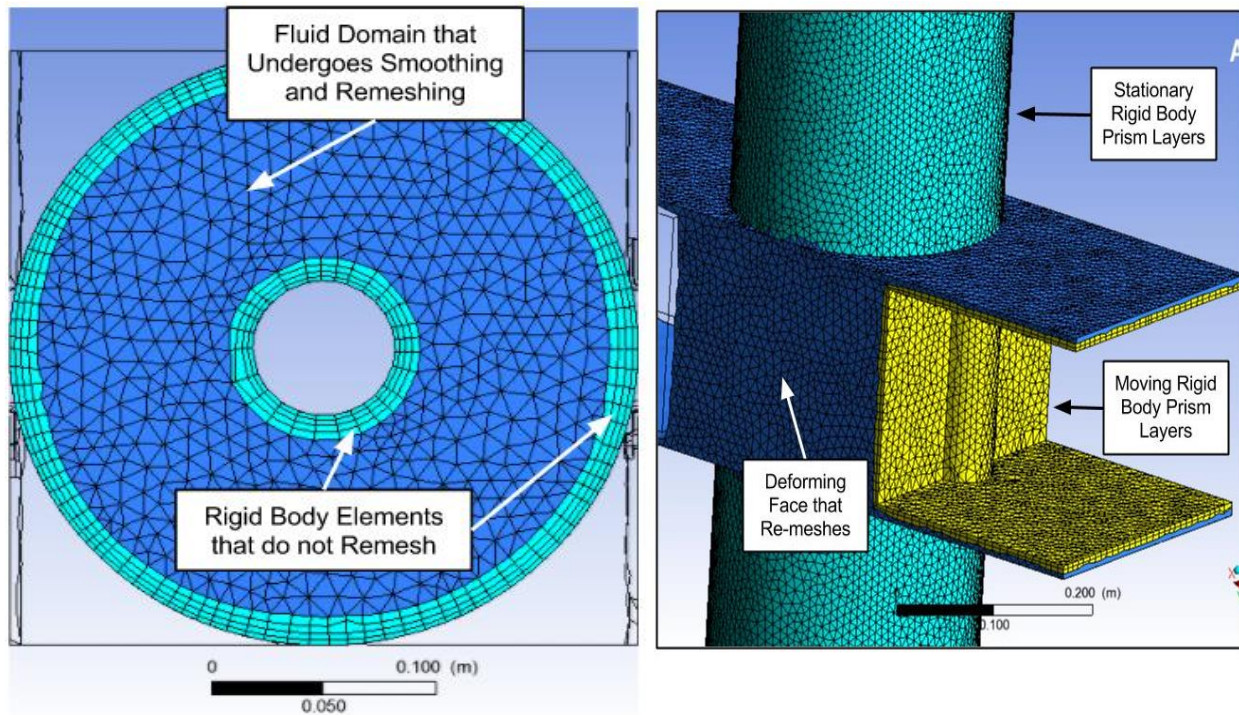 Fluid Domain that
Undergoes Smoothing
and Remeshing
Rigid Body Elements
that do not Remesh
0
0.100 (m)
0.050
A
Stationary
Rigid Body
Prism Layers
Moving Rigid
Body Prism
Layers
Deforming
Face that
Re-meshes
0.200 (m)
0.100
X